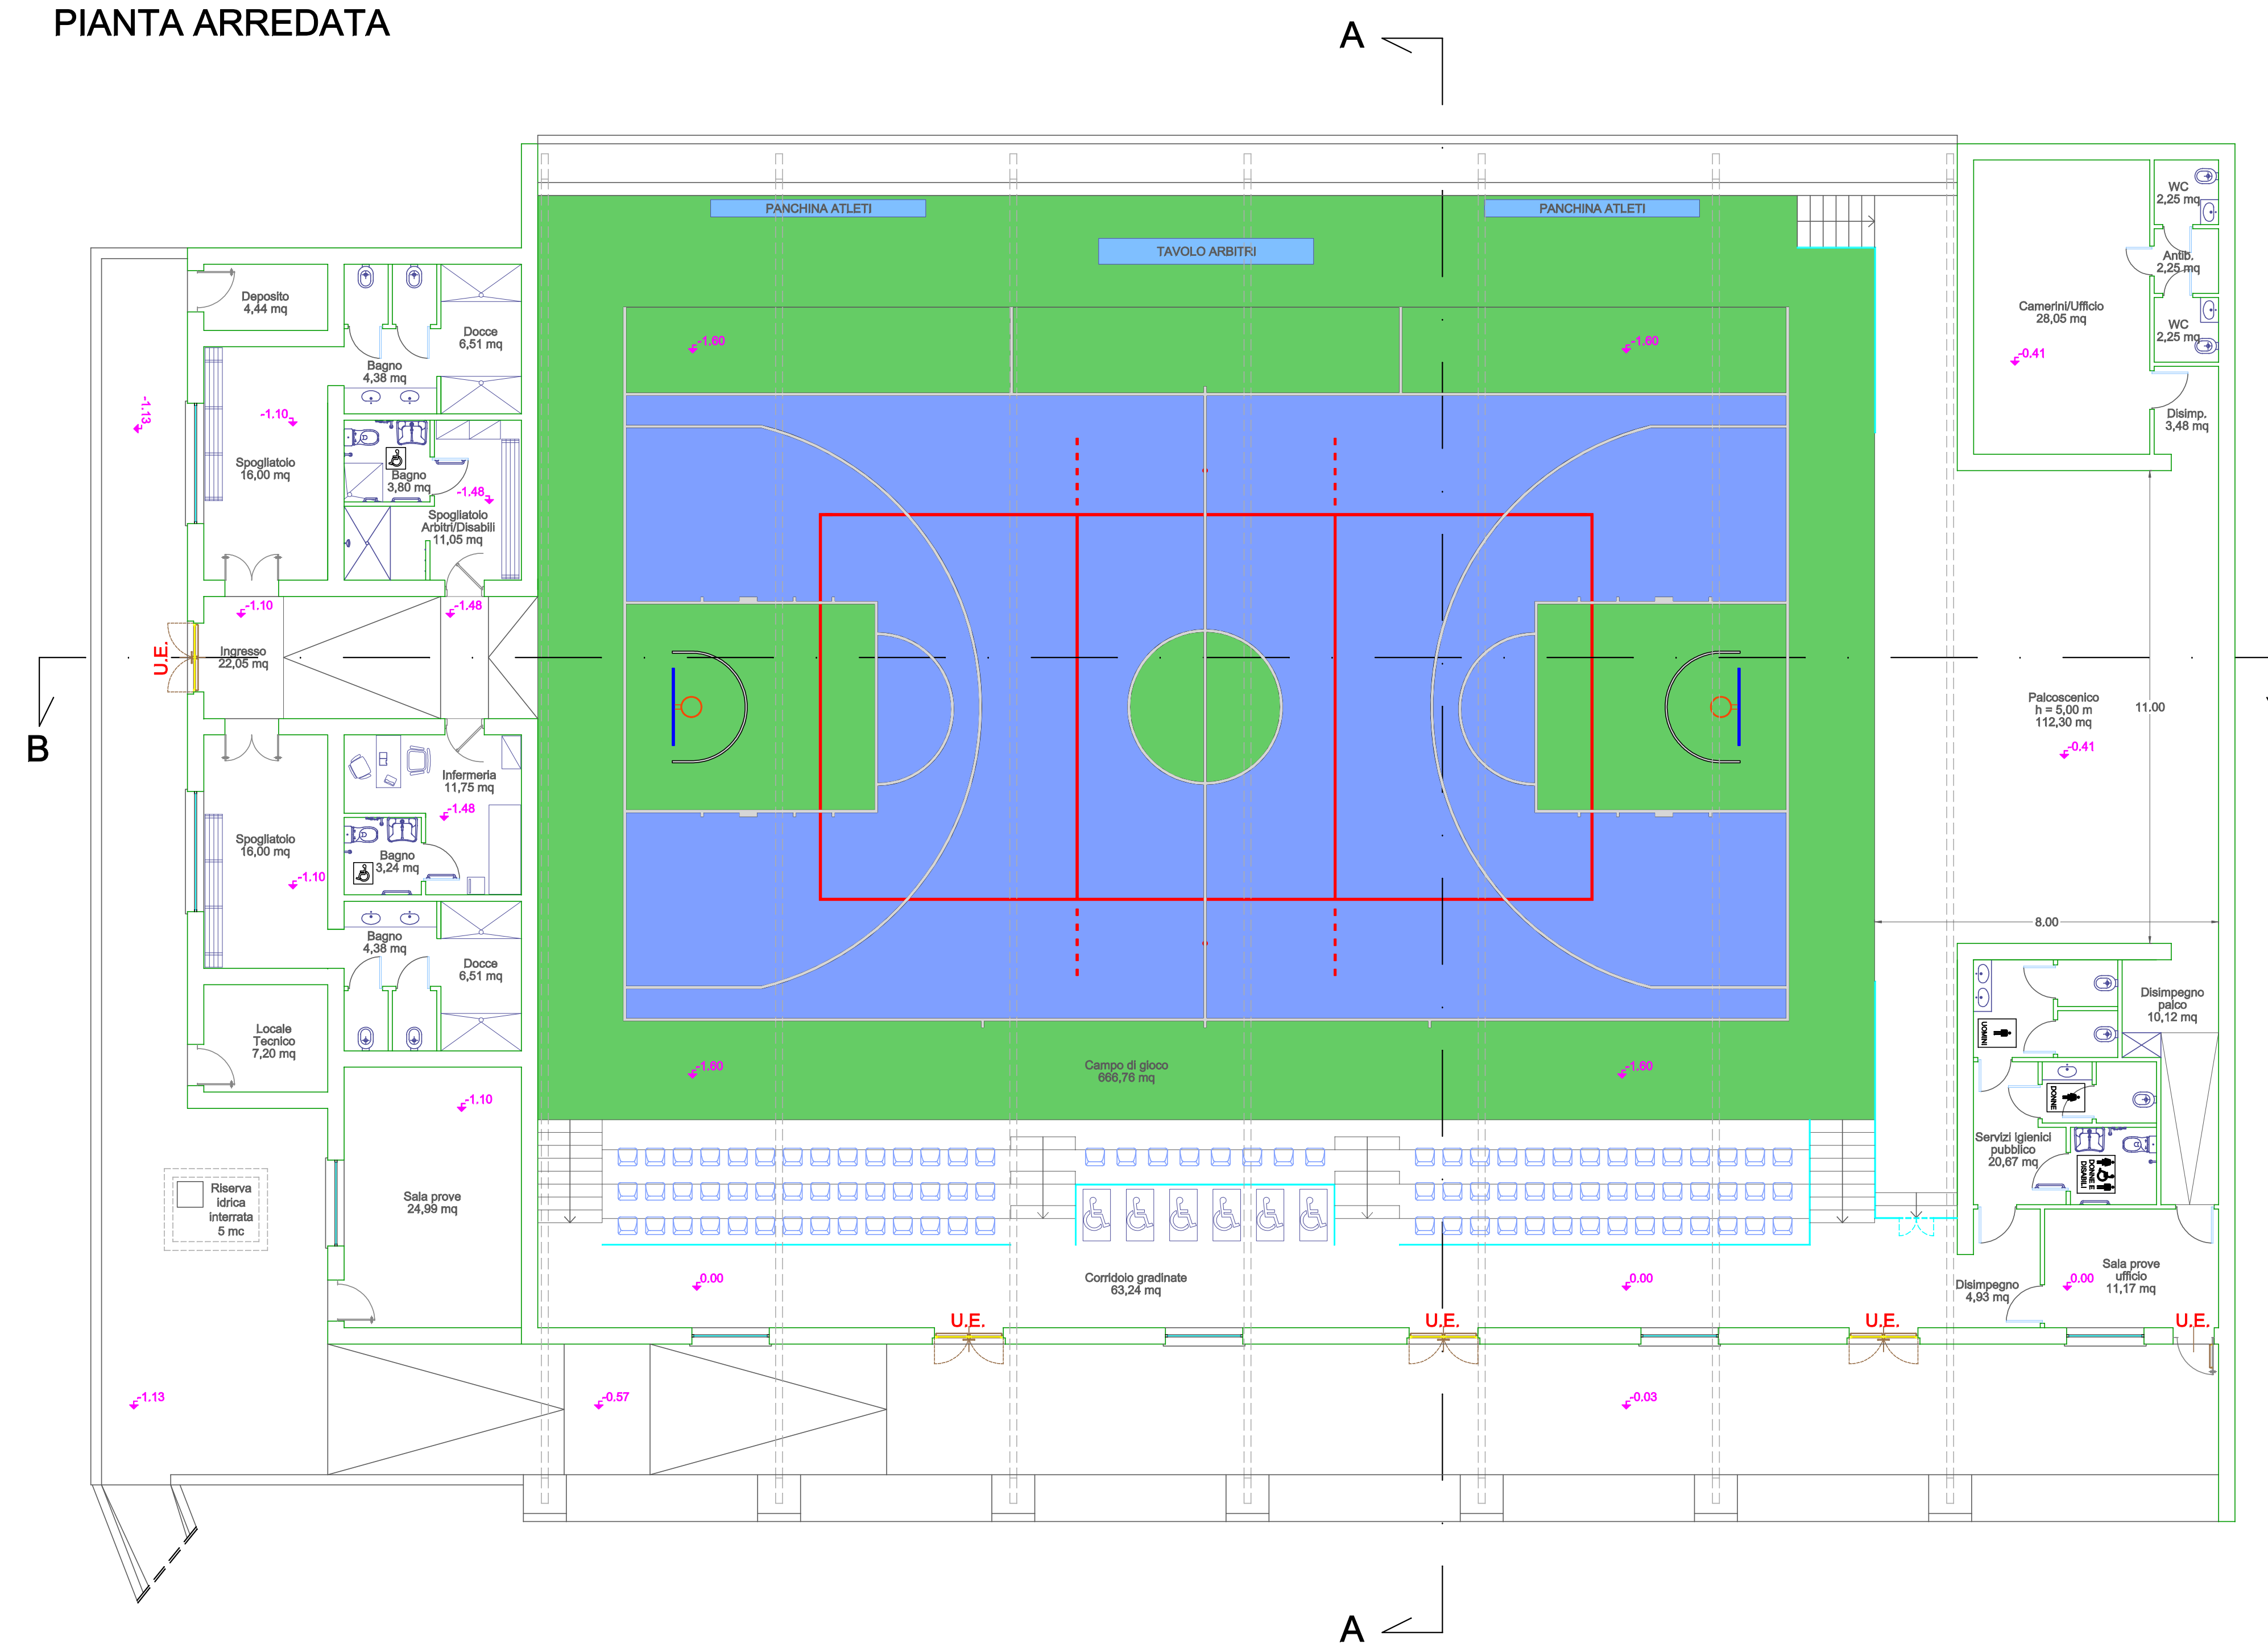 PIANTA ARREDATA
A
PANCHINA ATLETI
PANCHINA ATLETI
TAVOLO ARBITRI
WC
2,25 mq
Antib.
2,25 mq
WC
2,25 mq
Camerini/Ufficio
28,05 mq
-0.41
Disimp.
3,48 mq
Deposito
4,44 mq
Docce
6,51 mq
Bagno
4,38 mq
-1.60
-1.60
-1.13
-1.10
Spogliatoio
16,00 mq
Bagno
3,80 mq
-1.48
Spogliatoio
Arbitri/Disabili
11,05 mq
-1.10
-1.48
U.E.
Ingresso
22,05 mq
B
Palcoscenico
h = 5,00 m
112,30 mq
11.00
-0.41
Infermeria
11,75 mq
-1.48
Spogliatoio
16,00 mq
-1.10
Bagno
3,24 mq
8.00
Bagno
4,38 mq
Docce
6,51 mq
Locale
Tecnico
7,20 mq
Disimpegno
palco
10,12 mq
UOMINI
DONNE
-1.60
Campo di gioco
666,76 mq
-1.60
-1.10
Servizi igienici
pubblico
20,67 mq
DONNE E
DISABILI
Riserva
idrica
interrata
5 mc
Sala prove
24,99 mq
0.00
Corridoio gradinate
63,24 mq
0.00
Disimpegno
4,93 mq
0.00
Sala prove
ufficio
11,17 mq
U.E.
U.E.
U.E.
U.E.
-1.13
-0.57
-0.03
A